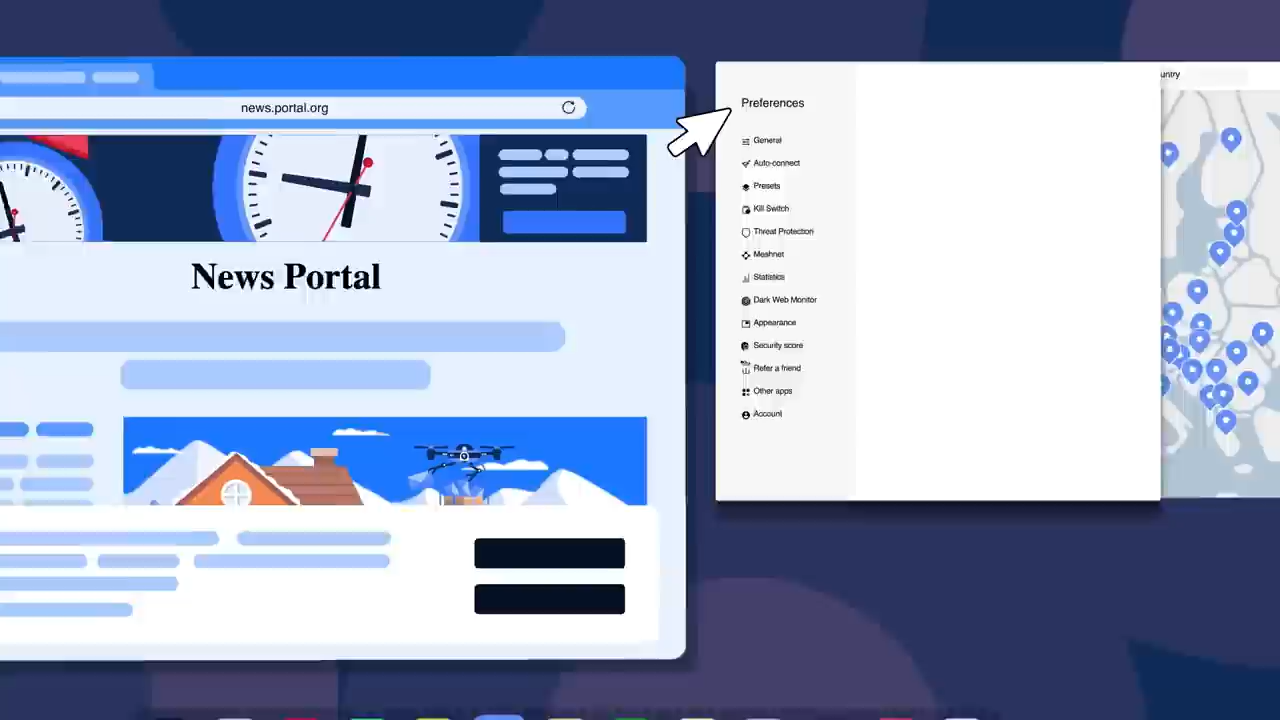 news.portal.org
News Portal
untry
Preferences
General
Auto-connect
Presets
Kill Switch
Threat Protection
Meshnet
Statistics
Dark Web Monitor
Appearance
Security score
Refer a friend
Other apps
Account